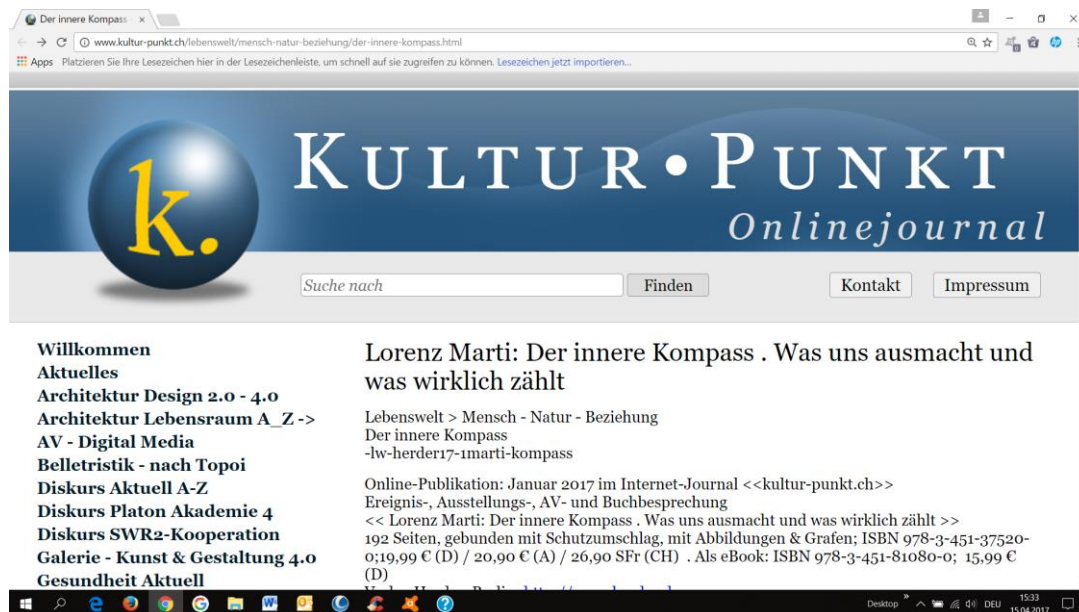 Der innere Kompass
www.kultur-punkt.ch/lebenswelt/mensch-natur-beziehung/der-innere-kompass.html
Apps Platzieren Sie Ihre Lesezeichen hier in der Lesezeichenleiste, um schnell auf sie zugreifen zu können. Lesezeichen jetzt importieren...
k.
KULTUR•PUNKT
Onlinejournal
Suche nach
Finden
Kontakt
Impressum
Willkommen
Aktuelles
Architektur Design 2.0 - 4.0
Architektur Lebensraum A_Z ->
AV - Digital Media
Belletristik - nach Topoi
Diskurs Aktuell A-Z
Diskurs Platon Akademie 4
Diskurs SWR2-Kooperation
Galerie - Kunst & Gestaltung 4.0
Gesundheit Aktuell
Lorenz Marti: Der innere Kompass . Was uns ausmacht und
was wirklich zählt
Lebenswelt > Mensch - Natur - Beziehung
Der innere Kompass
-lw-herder17-1marti-kompass
Online-Publikation: Januar 2017 im Internet-Journal <<kultur-punkt.ch>>
Ereignis-, Ausstellungs-, AV- und Buchbesprechung
<< Lorenz Marti: Der innere Kompass . Was uns ausmacht und was wirklich zählt >>
192 Seiten, gebunden mit Schutzumschlag, mit Abbildungen & Grafen; ISBN 978-3-451-37520-
0;19,99 € (D) / 20,90 € (A) / 26,90 SFr (CH) . Als eBook: ISBN 978-3-451-81080-0; 15,99 €
(D)
Desktop
DEU
15:33
15.04.2017